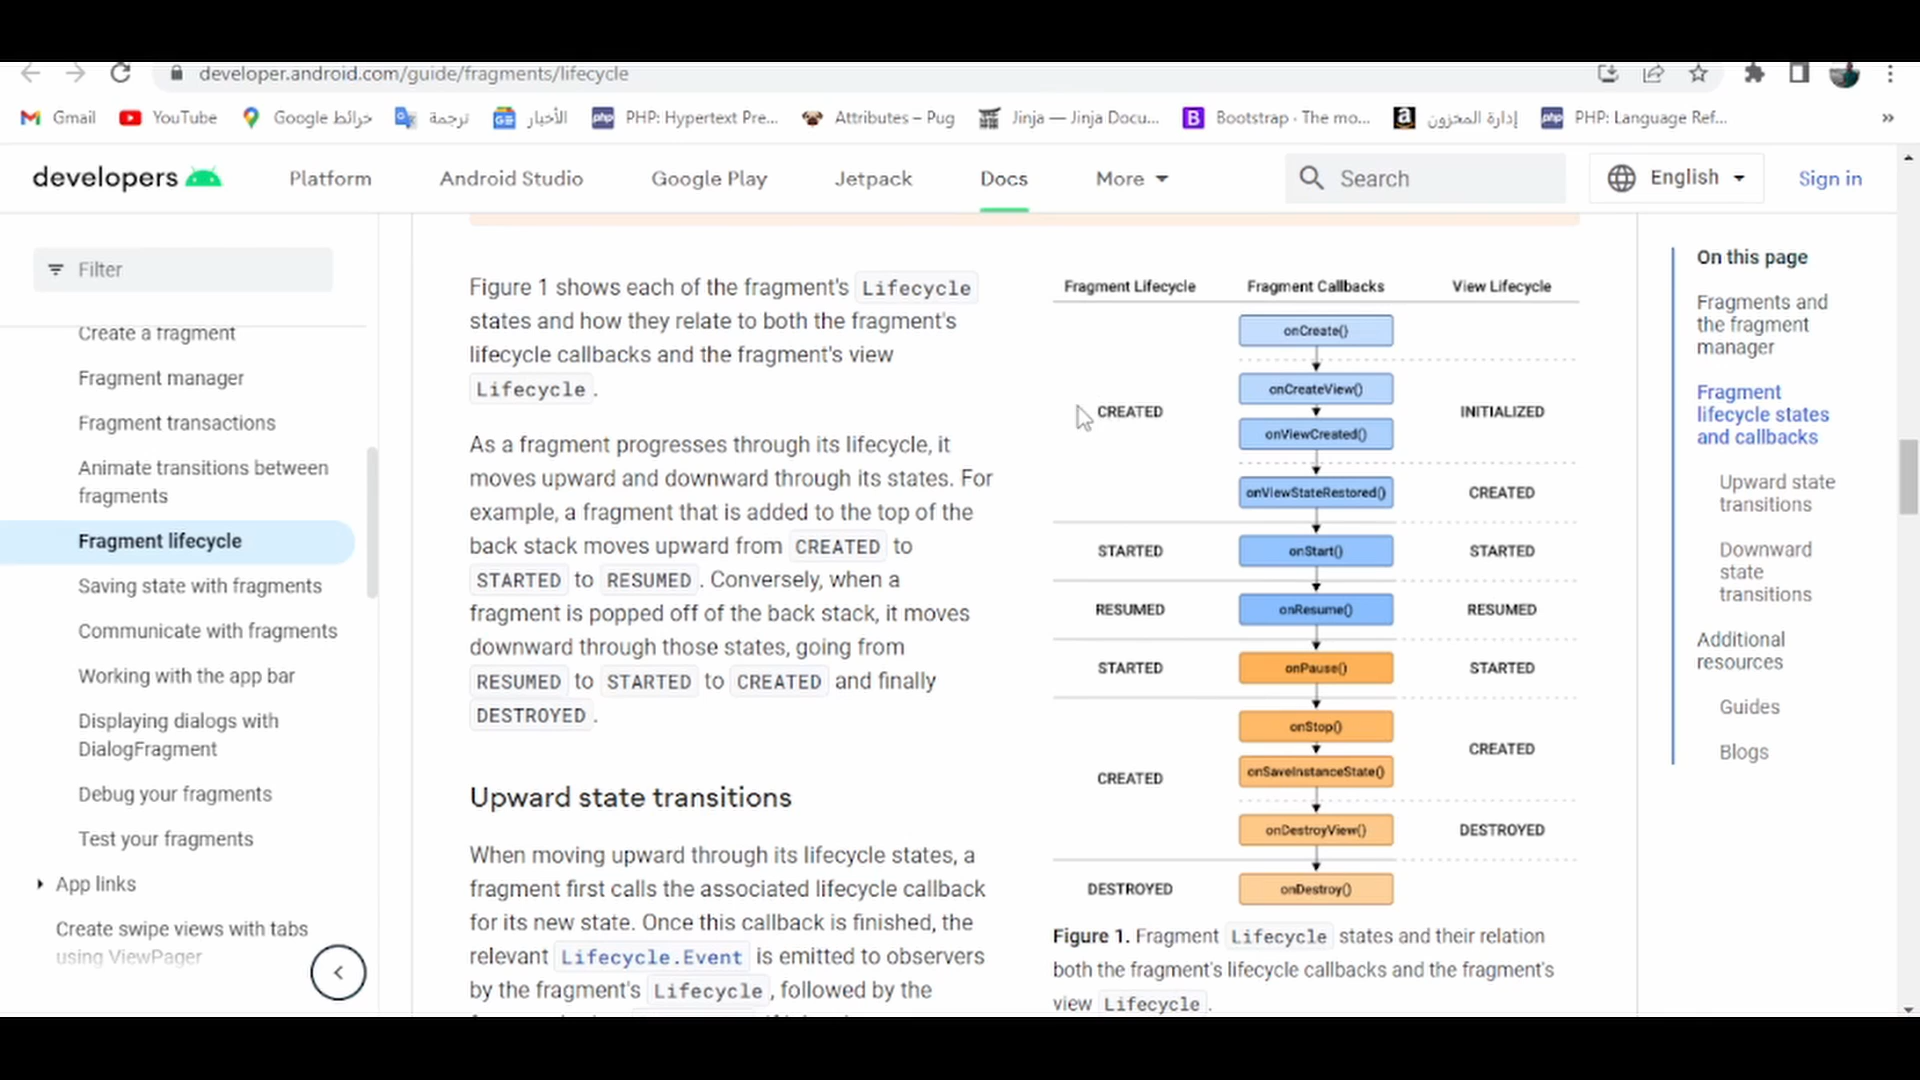 developer.android.com/guide/fragments/lifecycle
Gmail
YouTube
خرائط Google
ترجمة
الأخبار
PHP: Hypertext Pre...
Attributes – Pug
Jinja — Jinja Docu...
Bootstrap · The mo...
إدارة المخزون
PHP: Language Ref...
»
developers
Platform
Android Studio
Google Play
Jetpack
Docs
More
Search
English
Sign in
Filter
Create a fragment
Fragment manager
Fragment transactions
Animate transitions between
fragments
Fragment lifecycle
Saving state with fragments
Communicate with fragments
Working with the app bar
Displaying dialogs with
DialogFragment
Debug your fragments
Test your fragments
App links
Create swipe views with tabs
using ViewPager
Figure 1 shows each of the fragment's Lifecycle
states and how they relate to both the fragment's
lifecycle callbacks and the fragment's view
Lifecycle.
As a fragment progresses through its lifecycle, it
moves upward and downward through its states. For
example, a fragment that is added to the top of the
back stack moves upward from CREATED to
STARTED to RESUMED. Conversely, when a
fragment is popped off of the back stack, it moves
downward through those states, going from
RESUMED to STARTED to CREATED and finally
DESTROYED.
Upward state transitions
When moving upward through its lifecycle states, a
fragment first calls the associated lifecycle callback
for its new state. Once this callback is finished, the
relevant Lifecycle.Event is emitted to observers
by the fragment's Lifecycle, followed by the
Fragment Lifecycle Fragment Callbacks View Lifecycle
onCreate()
onCreateView()
CREATED INITIALIZED
onViewCreated()
onViewStateRestored() CREATED
STARTED onStart() STARTED
RESUMED onResume() RESUMED
STARTED onPause() STARTED
onStop()
CREATED
onSaveInstanceState()
CREATED
onDestroyView() DESTROYED
DESTROYED onDestroy()
Figure 1. Fragment Lifecycle states and their relation
both the fragment's lifecycle callbacks and the fragment's
view Lifecycle.
On this page
Fragments and
the fragment
manager
Fragment
lifecycle states
and callbacks
Upward state
transitions
Downward
state
transitions
Additional
resources
Guides
Blogs